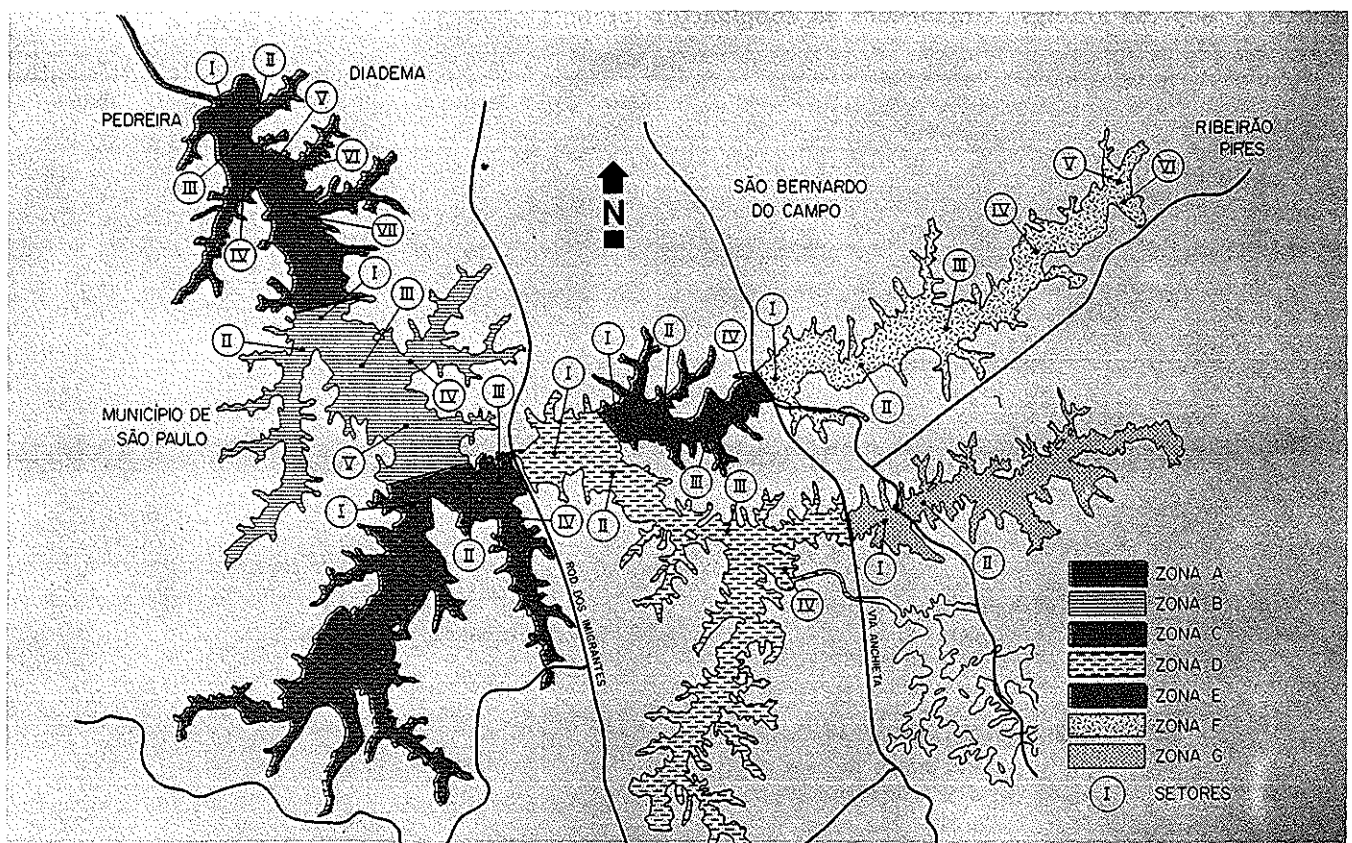 I
II
DIADEMA
V
PEDREIRA
VI
III
VII
IV
I
III
II
IV
MUNICÍPIO DE
SÃO PAULO
V
III
I
II
IV
ROD. DOS IMIGRANTES
N
SÃO BERNARDO
DO CAMPO
RIBEIRÃO
PIRES
V
VI
IV
III
I
II
I
II
IV
III
I
II
III
IV
VIA ANCHIETA
I
II
III
ZONA A
ZONA B
ZONA C
ZONA D
ZONA E
ZONA F
ZONA G
I SETORES